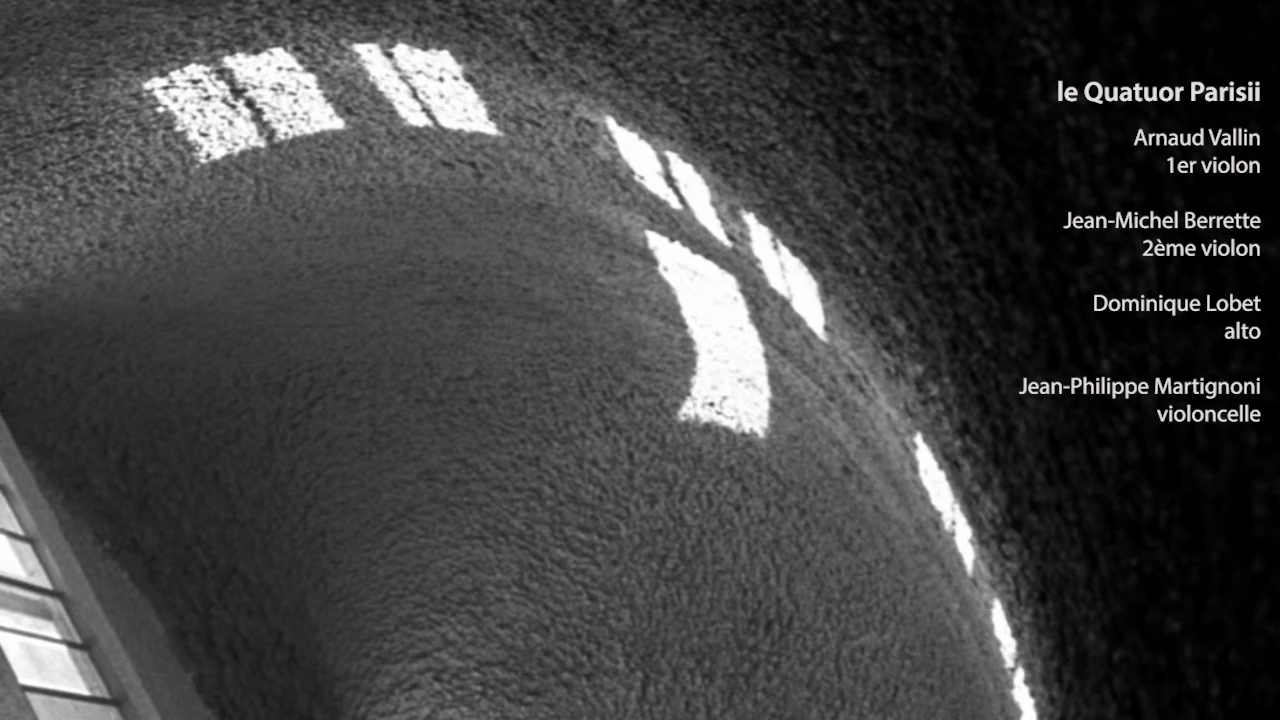 le Quatuor Parisii
Arnaud Vallin
1er violon
Jean-Michel Berrette
2ème violon
Dominique Lobet
alto
Jean-Philippe Martignoni
violoncelle